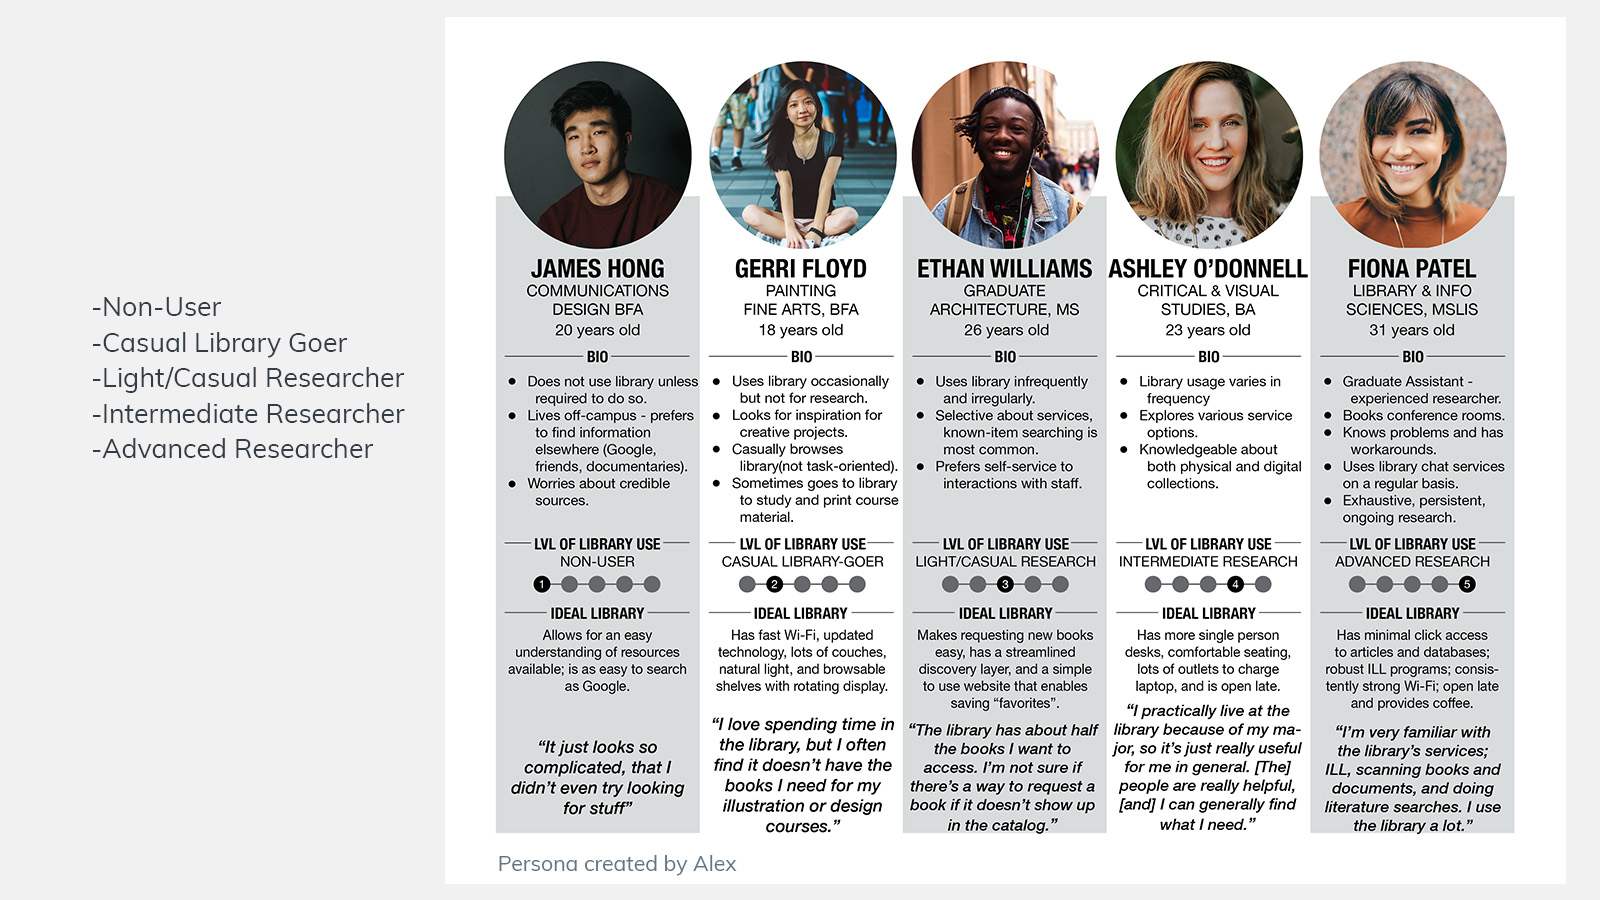 -Non-User
-Casual Library Goer
-Light/Casual Researcher
-Intermediate Researcher
-Advanced Researcher
JAMES HONG
COMMUNICATIONS
DESIGN BFA
20 years old
BIO
● Does not use library unless
required to do so.
● Lives off-campus - prefers
to find information
elsewhere (Google,
friends, documentaries).
● Worries about credible
sources.
LVL OF LIBRARY USE
NON-USER
1
IDEAL LIBRARY
Allows for an easy
understanding of resources
available; is as easy to search
as Google.
“It just looks so
complicated, that I
didn’t even try looking
for stuff”
GERRI FLOYD
PAINTING
FINE ARTS, BFA
18 years old
BIO
● Uses library occasionally
but not for research.
● Looks for inspiration for
creative projects.
● Casually browses
library(not task-oriented).
● Sometimes goes to library
to study and print course
material.
LVL OF LIBRARY USE
CASUAL LIBRARY-GOER
2
IDEAL LIBRARY
Has fast Wi-Fi, updated
technology, lots of couches,
natural light, and browsable
shelves with rotating display.
“I love spending time in
the library, but I often
find it doesn’t have the
books I need for my
illustration or design
courses.”
ETHAN WILLIAMS
GRADUATE
ARCHITECTURE, MS
26 years old
BIO
● Uses library infrequently
and irregularly.
● Selective about services,
known-item searching is
most common.
● Prefers self-service to
interactions with staff.
LVL OF LIBRARY USE
LIGHT/CASUAL RESEARCH
3
IDEAL LIBRARY
Makes requesting new books
easy, has a streamlined
discovery layer, and a simple
to use website that enables
saving “favorites”.
“The library has about half
the books I want to
access. I’m not sure if
there’s a way to request a
book if it doesn’t show up
in the catalog.”
ASHLEY O’DONNELL
CRITICAL & VISUAL
STUDIES, BA
23 years old
BIO
● Library usage varies in
frequency
● Explores various service
options.
● Knowledgeable about
both physical and digital
collections.
LVL OF LIBRARY USE
INTERMEDIATE RESEARCH
4
IDEAL LIBRARY
Has more single person
desks, comfortable seating,
lots of outlets to charge
laptop, and is open late.
“I practically live at the
library because of my ma-
jor, so it’s just really useful
for me in general. [The]
people are really helpful,
[and] I can generally find
what I need.”
FIONA PATEL
LIBRARY & INFO
SCIENCES, MSLIS
31 years old
BIO
● Graduate Assistant -
experienced researcher.
● Books conference rooms.
● Knows problems and has
workarounds.
● Uses library chat services
on a regular basis.
● Exhaustive, persistent,
ongoing research.
LVL OF LIBRARY USE
ADVANCED RESEARCH
5
IDEAL LIBRARY
Has minimal click access
to articles and databases;
robust ILL programs; consis-
tently strong Wi-Fi; open late
and provides coffee.
“I’m very familiar with
the library’s services;
ILL, scanning books and
documents, and doing
literature searches. I use
the library a lot.”
Persona created by Alex